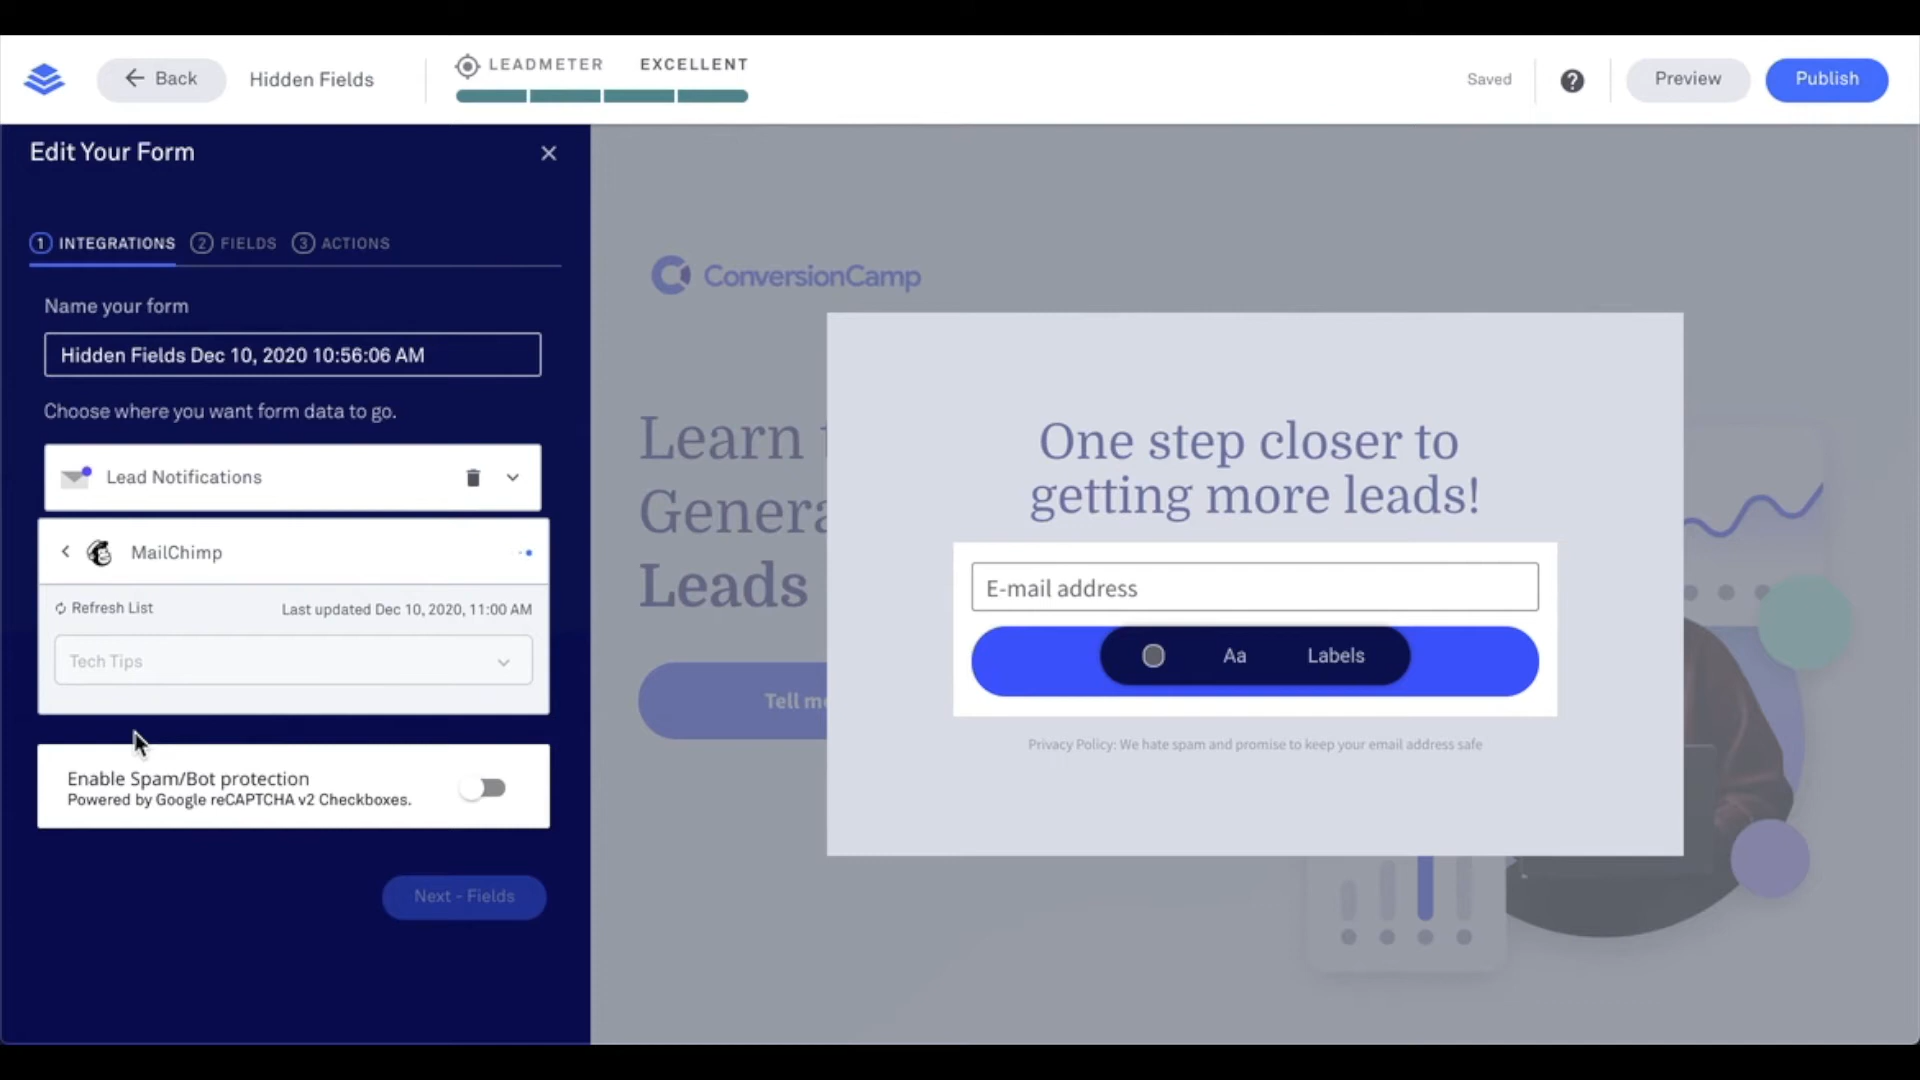 Back
Hidden Fields
LEADMETER EXCELLENT
Saved
?
Preview
Publish
Edit Your Form
1 INTEGRATIONS 2 FIELDS 3 ACTIONS
Name your form
Hidden Fields Dec 10, 2020 10:56:06 AM
Choose where you want form data to go.
Lead Notifications
MailChimp
Refresh List Last updated Dec 10, 2020, 11:00 AM
Tech Tips
Enable Spam/Bot protection
Powered by Google reCAPTCHA v2 Checkboxes.
Next - Fields
ConversionCamp
Learn
Genera
Leads
Tell me
One step closer to
getting more leads!
E-mail address
Aa Labels
Privacy Policy: We hate spam and promise to keep your email address safe